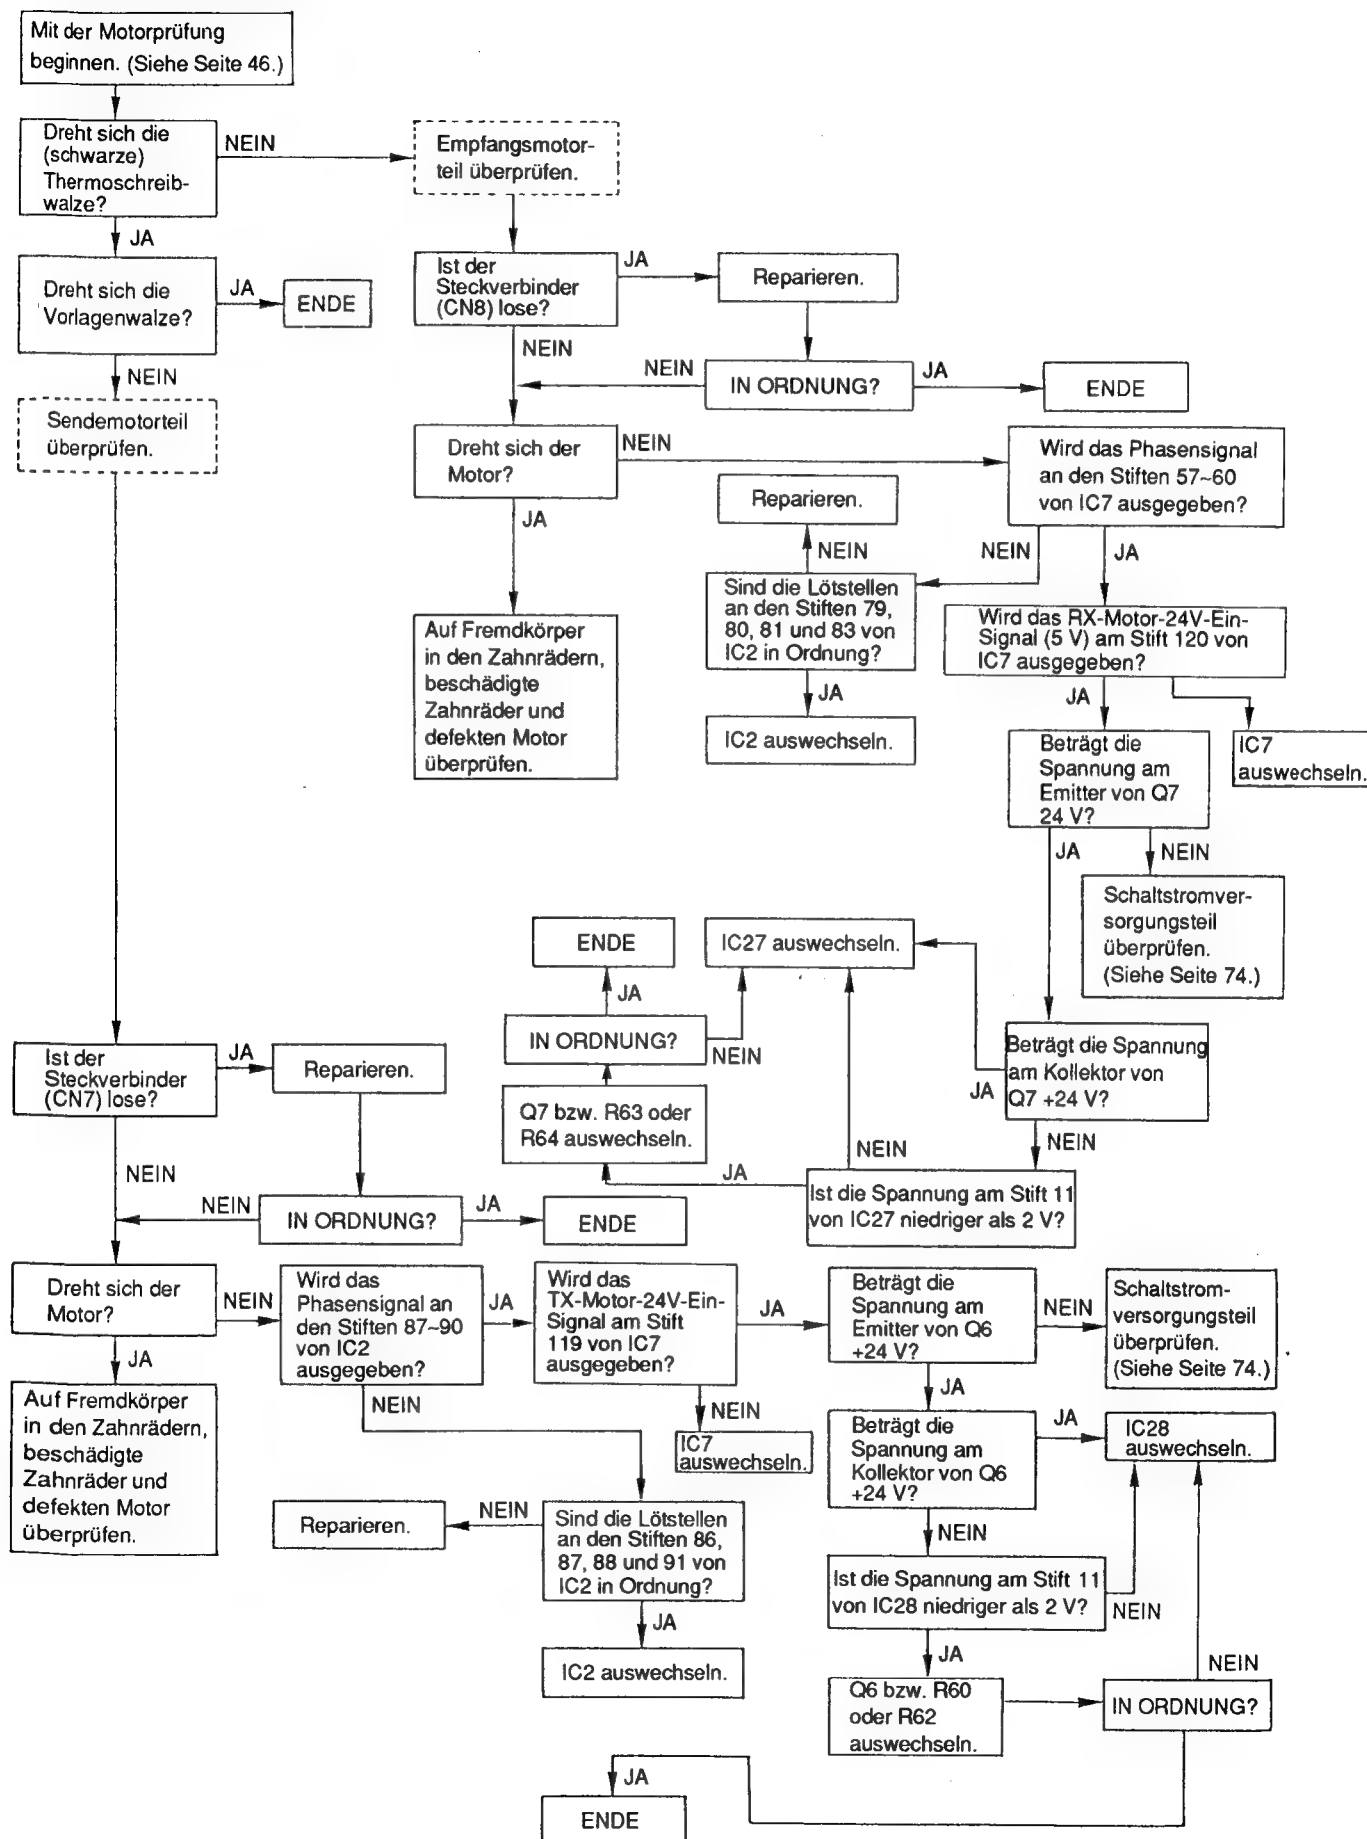 Mit der Motorprüfung
beginnen. (Siehe Seite 46.)
Dreht sich die
(schwarze)
Thermoschreib-
walze?
NEIN
JA
Empfangsmotor-
teil überprüfen.
Dreht sich die
Vorlagenwalze?
JA
ENDE
NEIN
Sendemotorteil
überprüfen.
Ist der
Steckverbinder
(CN8) lose?
JA
Reparieren.
NEIN
NEIN
IN ORDNUNG?
JA
ENDE
Dreht sich der
Motor?
NEIN
JA
Auf Fremdkörper
in den Zahnrädern,
beschädigte
Zahnräder und
defekten Motor
überprüfen.
Wird das Phasensignal
an den Stiften 57~60
von IC7 ausgegeben?
NEIN
JA
Reparieren.
NEIN
Sind die Lötstellen
an den Stiften 79,
80, 81 und 83 von
IC2 in Ordnung?
JA
IC2 auswechseln.
Wird das RX-Motor-24V-Ein-
Signal (5 V) am Stift 120 von
IC7 ausgegeben?
JA
IC7
auswechseln.
Beträgt die
Spannung am
Emitter von Q7
24 V?
JA
NEIN
Schaltstromver-
sorgungsteil
überprüfen.
(Siehe Seite 74.)
Beträgt die Spannung
am Kollektor von
Q7 +24 V?
JA
NEIN
IC27 auswechseln.
ENDE
JA
IN ORDNUNG?
NEIN
Q7 bzw. R63 oder
R64 auswechseln.
JA
NEIN
Ist die Spannung am Stift 11
von IC27 niedriger als 2 V?
Ist der
Steckverbinder
(CN7) lose?
JA
Reparieren.
NEIN
NEIN
IN ORDNUNG?
JA
ENDE
Dreht sich der
Motor?
NEIN
JA
Auf Fremdkörper
in den Zahnrädern,
beschädigte
Zahnräder und
defekten Motor
überprüfen.
Wird das
Phasensignal an
den Stiften 87~90
von IC2
ausgegeben?
JA
NEIN
Wird das
TX-Motor-24V-Ein-
Signal am Stift
119 von IC7
ausgegeben?
JA
NEIN
IC7
auswechseln.
Reparieren.
NEIN
Sind die Lötstellen
an den Stiften 86,
87, 88 und 91 von
IC2 in Ordnung?
JA
IC2 auswechseln.
Beträgt die
Spannung am
Emitter von Q6
+24 V?
NEIN
Schaltstrom-
versorgungsteil
überprüfen.
(Siehe Seite 74.)
JA
Beträgt die
Spannung am
Kollektor von Q6
+24 V?
JA
IC28
auswechseln.
NEIN
Ist die Spannung am Stift 11
von IC28 niedriger als 2 V?
NEIN
JA
Q6 bzw. R60
oder R62
auswechseln.
IN ORDNUNG?
NEIN
JA
ENDE